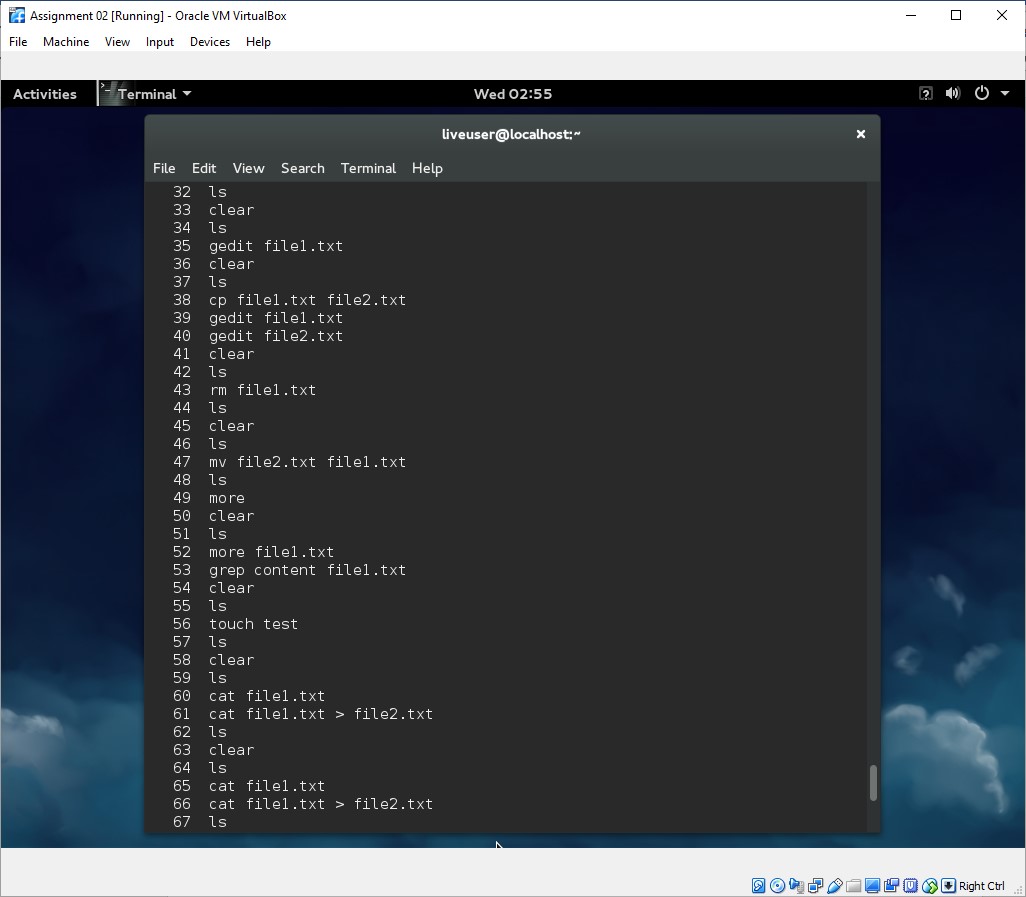 Assignment 02 [Running] - Oracle VM VirtualBox
File Machine View Input Devices Help
Activities >_ Terminal Wed 02:55 ?
liveuser@localhost:~ ×
File Edit View Search Terminal Help
32 ls
33 clear
34 ls
35 gedit file1.txt
36 clear
37 ls
38 cp file1.txt file2.txt
39 gedit file1.txt
40 gedit file2.txt
41 clear
42 ls
43 rm file1.txt
44 ls
45 clear
46 ls
47 mv file2.txt file1.txt
48 ls
49 more
50 clear
51 ls
52 more file1.txt
53 grep content file1.txt
54 clear
55 ls
56 touch test
57 ls
58 clear
59 ls
60 cat file1.txt
61 cat file1.txt > file2.txt
62 ls
63 clear
64 ls
65 cat file1.txt
66 cat file1.txt > file2.txt
67 ls
Right Ctrl